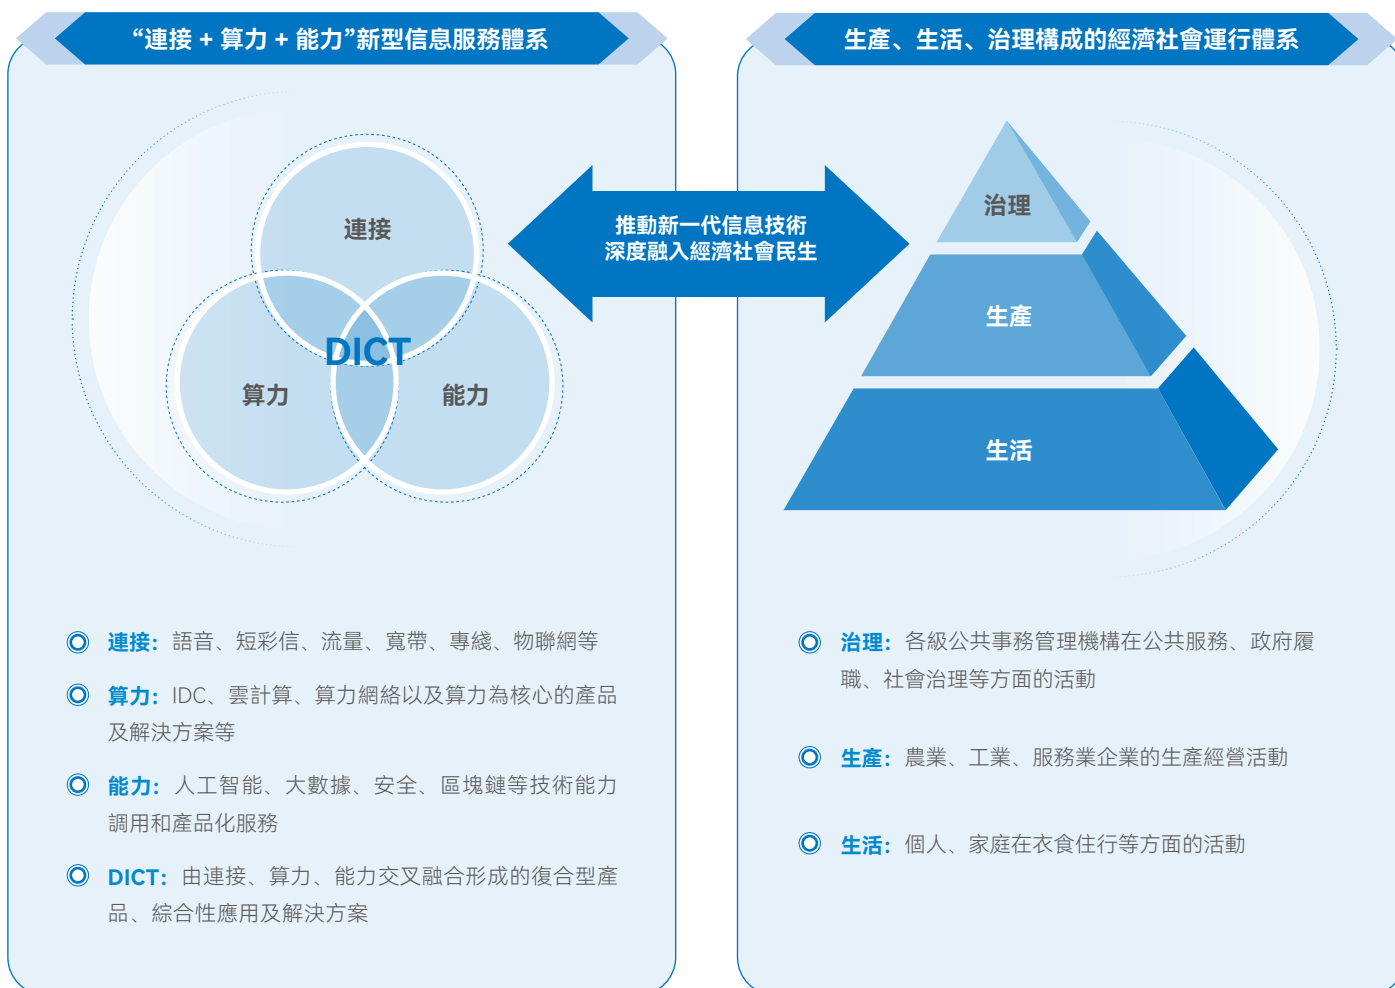 “連接 + 算力 + 能力”新型信息服務體系
連接
DICT
算力
能力
推動新一代信息技術
深度融入經濟社會民生
連接：語音、短彩信、流量、寬帶、專綫、物聯網等
算力：IDC、雲計算、算力網絡以及算力為核心的產品
及解決方案等
能力：人工智能、大數據、安全、區塊鏈等技術能力
調用和產品化服務
DICT：由連接、算力、能力交叉融合形成的復合型產
品、綜合性應用及解決方案
生產、生活、治理構成的經濟社會運行體系
治理
生產
生活
治理：各級公共事務管理機構在公共服務、政府履
職、社會治理等方面的活動
生產：農業、工業、服務業企業的生產經營活動
生活：個人、家庭在衣食住行等方面的活動